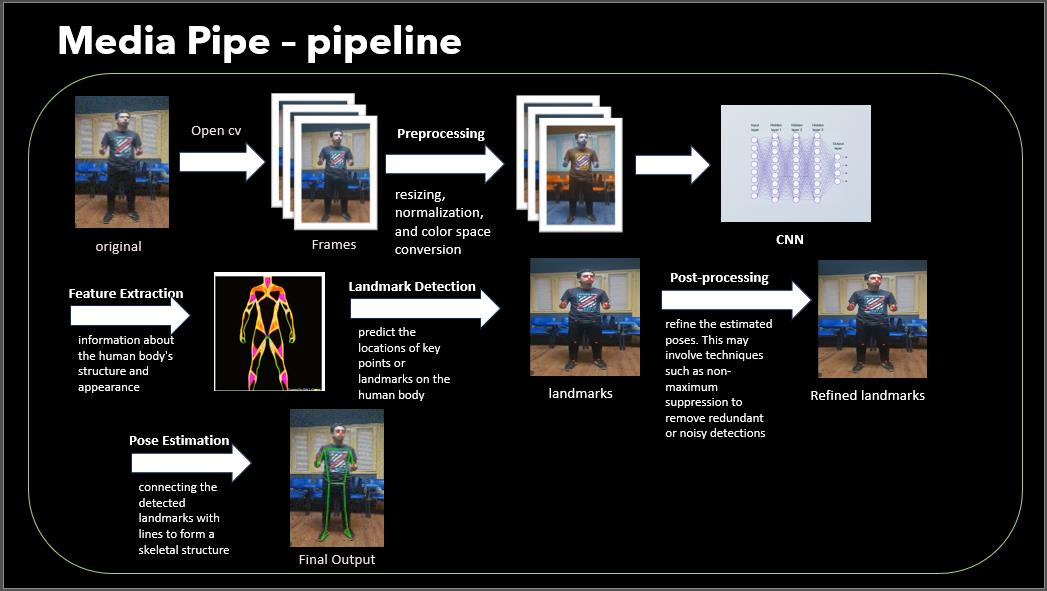 Media Pipe – pipeline
Open cv
Preprocessing
resizing,
normalization,
and color space
conversion
original
Frames
Input
layer
Hidden
layer 1
Hidden
layer 2
Hidden
layer 3
Output
layer
CNN
Feature Extraction
information about
the human body's
structure and
appearance
Landmark Detection
predict the
locations of key
points or
landmarks on the
human body
landmarks
Post-processing
refine the estimated
poses. This may
involve techniques
such as non-
maximum
suppression to
remove redundant
or noisy detections
Refined landmarks
Pose Estimation
connecting the
detected
landmarks with
lines to form a
skeletal structure
Final Output